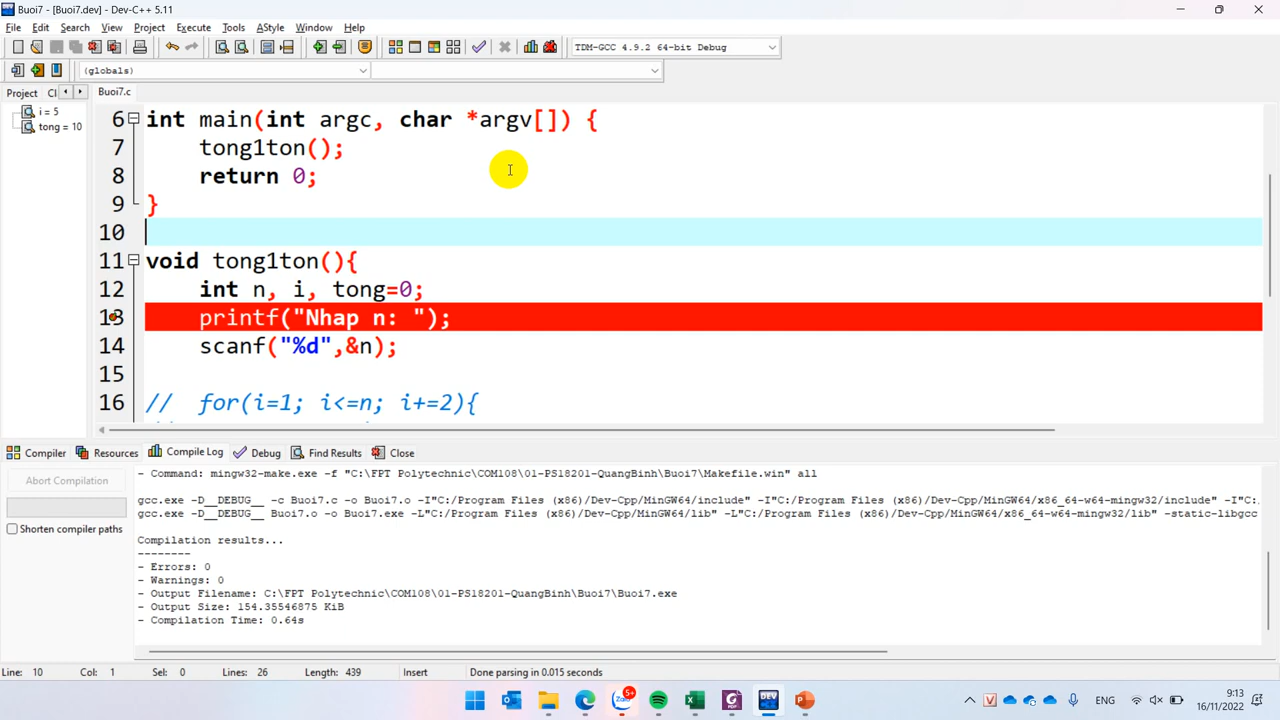 Buoi7 - [Buoi7.dev] - Dev-C++ 5.11
File Edit Search View Project Execute Tools AStyle Window Help
TDM-GCC 4.9.2 64-bit Debug
(globals)
Project Cl
Buoi7.c
i = 5
tong = 10
6 int main(int argc, char *argv[]) {
7 tong1ton();
8 return 0;
9 }
10
11 void tong1ton(){
12 int n, i, tong=0;
13 printf("Nhap n: ");
14 scanf("%d",&n);
15
16 // for(i=1; i<=n; i+=2){
Compiler Resources Compile Log Debug Find Results Close
Abort Compilation
Shorten compiler paths
- Command: mingw32-make.exe -f "C:\FPT Polytechnic\COM108\01-PS18201-QuangBinh\Buoi7\Makefile.win" all
gcc.exe -D__DEBUG__ -c Buoi7.c -o Buoi7.o -I"C:/Program Files (x86)/Dev-Cpp/MinGW64/include" -I"C:/Program Files (x86)/Dev-Cpp/MinGW64/x86_64-w64-mingw32/include" -I"C:
gcc.exe -D__DEBUG__ Buoi7.o -o Buoi7.exe -L"C:/Program Files (x86)/Dev-Cpp/MinGW64/lib" -L"C:/Program Files (x86)/Dev-Cpp/MinGW64/x86_64-w64-mingw32/lib" -static-libgcc
Compilation results...
--------
- Errors: 0
- Warnings: 0
- Output Filename: C:\FPT Polytechnic\COM108\01-PS18201-QuangBinh\Buoi7\Buoi7.exe
- Output Size: 154.35546875 KiB
- Compilation Time: 0.64s
Line: 10 Col: 1 Sel: 0 Lines: 26 Length: 439 Insert Done parsing in 0.015 seconds
Zalo 5+
PDF
DEV
ENG
9:13
16/11/2022